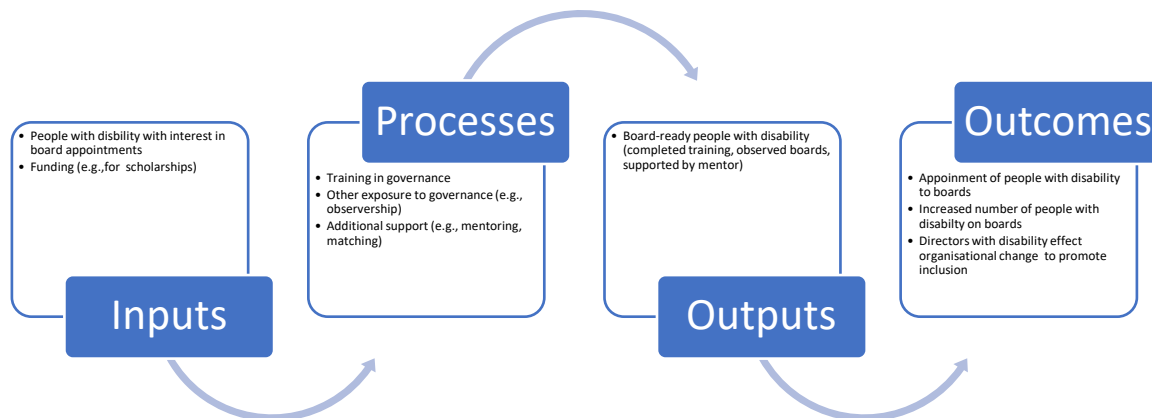 • People with disbility with interest in
board appointments
• Funding (e.g.,for scholarships)
Inputs
Processes
• Training in governance
• Other exposure to governance (e.g.,
observership)
• Additional support (e.g., mentoring,
matching)
• Board-ready people with disability
(completed training, observed boards,
supported by mentor)
Outputs
Outcomes
• Appoinment of people with disability
to boards
• Increased number of people with
disabilty on boards
• Directors with disability effect
organisational change to promote
inclusion